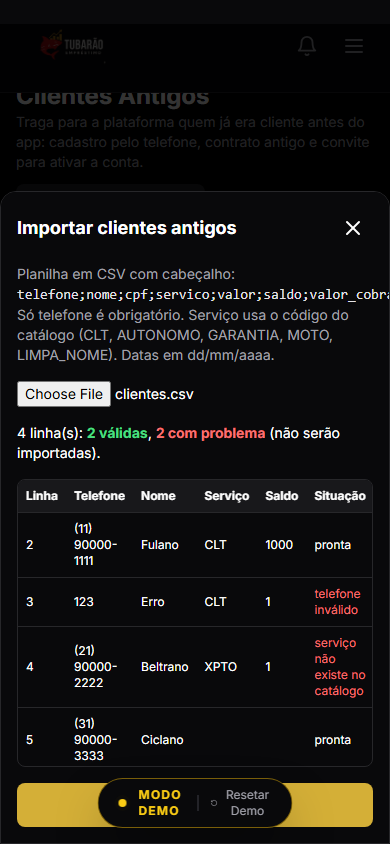 TUBARÃO
Clientes Antigos
Traga para a plataforma quem já era cliente antes do
app: cadastro pelo telefone, contrato antigo e convite
para ativar a conta.
Importar clientes antigos
Planilha em CSV com cabeçalho:
telefone;nome;cpf;servico;valor;saldo;valor_cobra
Só telefone é obrigatório. Serviço usa o código do
catálogo (CLT, AUTONOMO, GARANTIA, MOTO,
LIMPA_NOME). Datas em dd/mm/aaaa.
Choose File clientes.csv
4 linha(s): 2 válidas, 2 com problema (não serão
importadas).
Linha Telefone Nome Serviço Saldo Situação
2 (11) 90000-1111 Fulano CLT 1000 pronta
3 123 Erro CLT 1 telefone inválido
4 (21) 90000-2222 Beltrano XPTO 1 serviço não existe no catálogo
5 (31) 90000-3333 Ciclano pronta
MODO DEMO
Resetar Demo